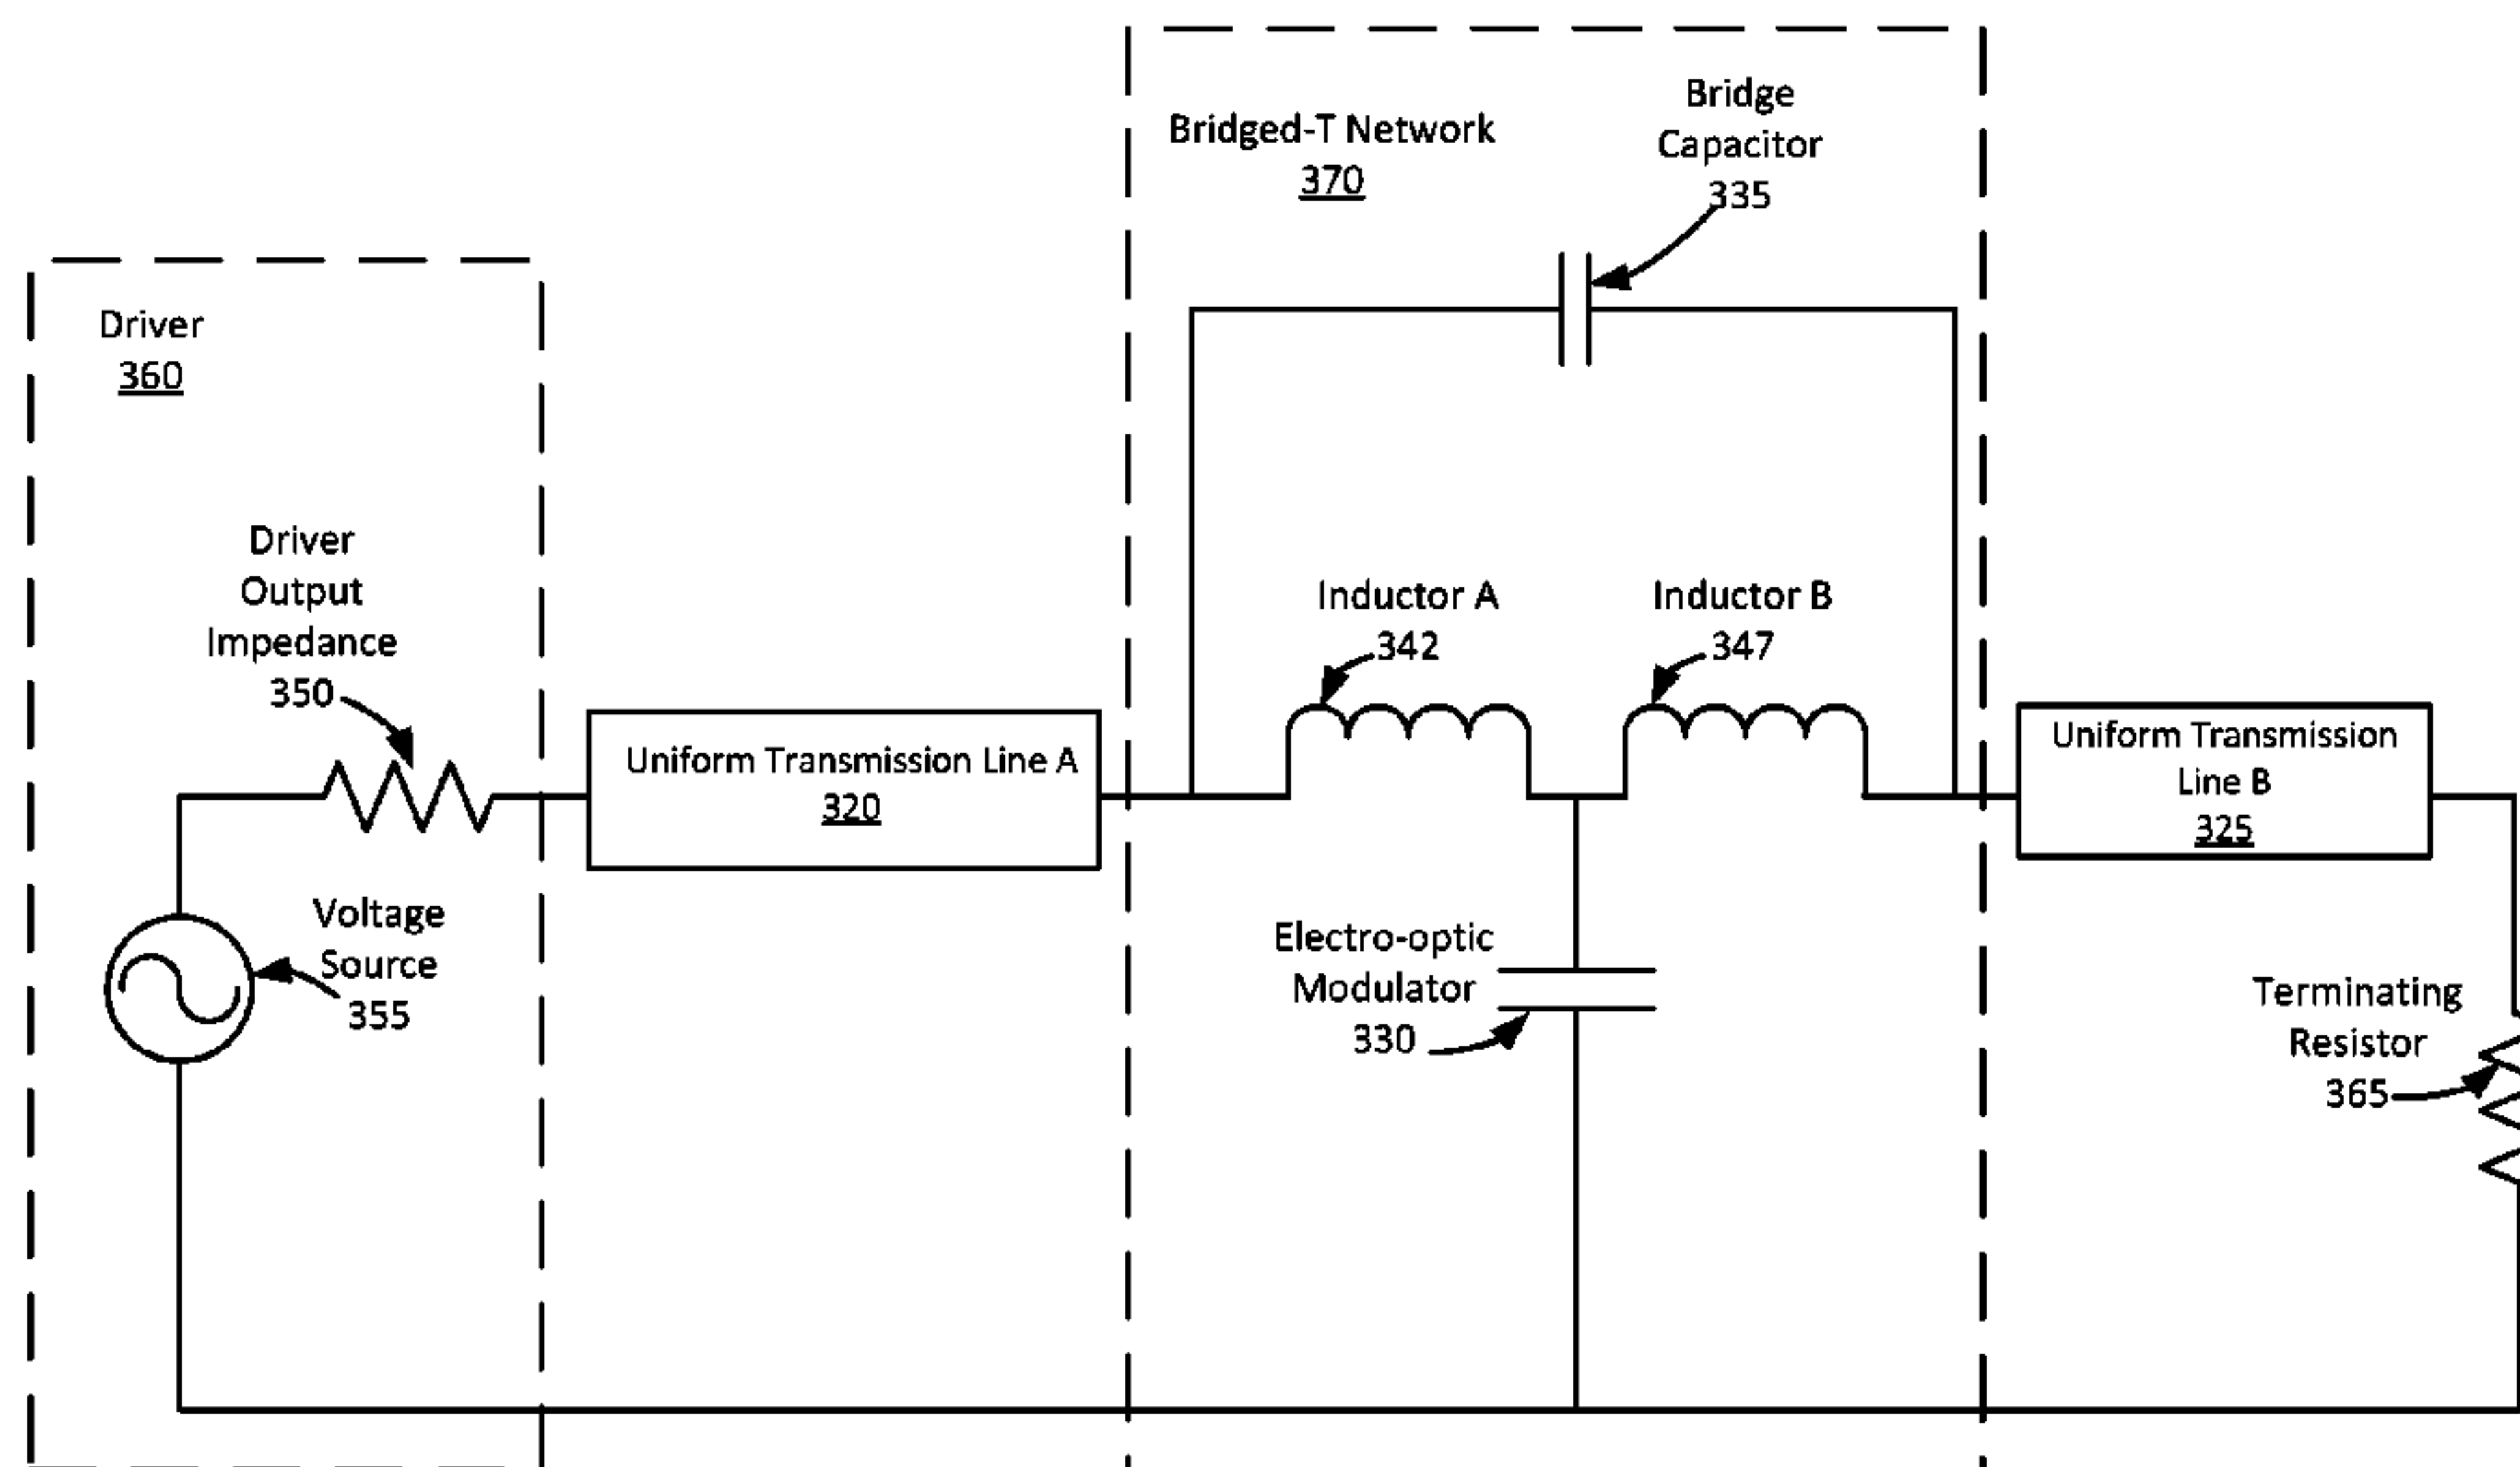 Driver
360
Driver
Output
Impedance
350
Voltage
Source
355
Uniform Transmission Line A
320
Bridged-T Network
370
Bridge
Capacitor
335
Inductor A
342
Inductor B
347
Electro-optic
Modulator
330
Uniform Transmission
Line B
325
Terminating
Resistor
365